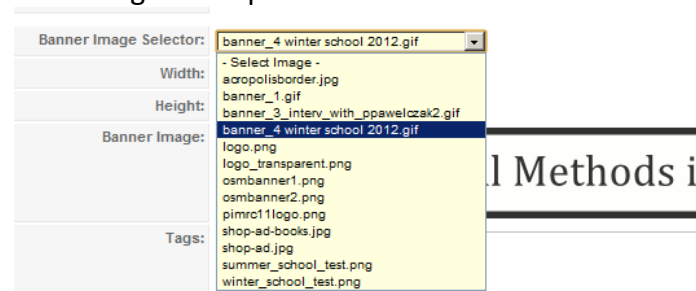 Banner Image Selector: banner_4 winter school 2012.gif
- Select Image -
Width:
acropolisborder.jpg
banner_1.gif
Height:
banner_3_interv_with_ppawelczak2.gif
Banner Image:
banner_4 winter school 2012.gif
logo.png
logo_transparent.png
l Methods i
osmbanner1.png
osmbanner2.png
pimrc11logo.png
shop-ad-books.jpg
Tags:
shop-ad.jpg
summer_school_test.png
winter_school_test.png